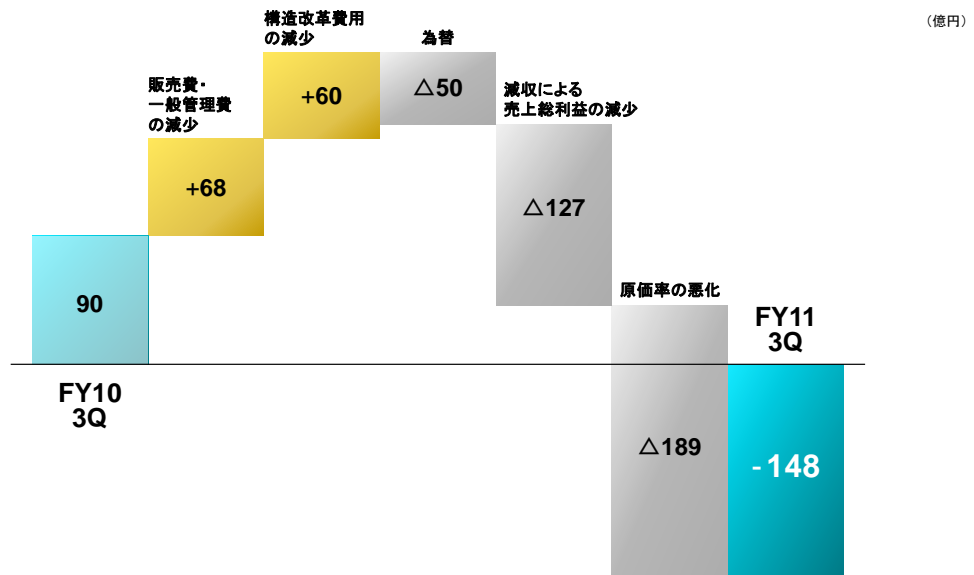 （億円）
構造改革費用
の減少
為替
販売費・
一般管理費
の減少
減収による
売上総利益の減少
+60
△50
+68
△127
原価率の悪化
90
FY11
3Q
FY10
3Q
△189
- 148